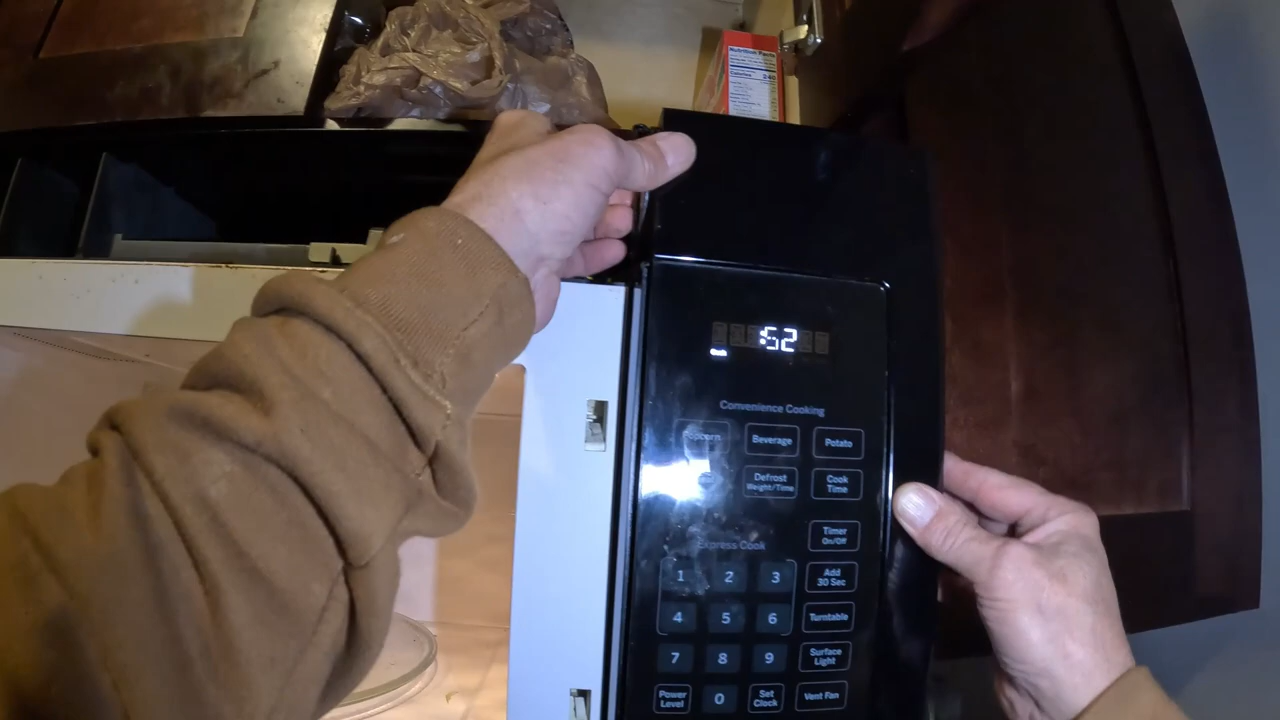 Nutrition Facts
Calories 240
:52
Cook
Convenience Cooking
Popcorn
Beverage
Potato
Defrost
Weight/Time
Cook
Time
Timer
On/Off
Express Cook
1 2 3
Add
30 Sec
4 5 6
Turntable
7 8 9
Surface
Light
Power
Level
0
Set
Clock
Vent Fan